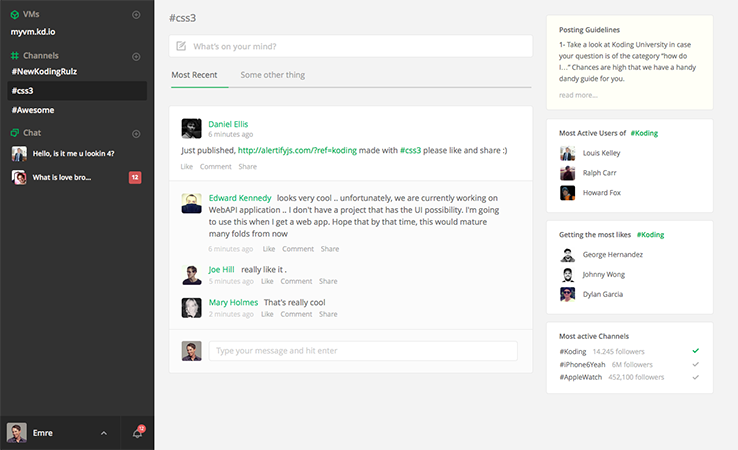 VMs
myvm.kd.io
Channels
#NewKodingRulz
#css3
#Awesome
Chat
Hello, is it me u lookin 4?
What is love bro...
12
Emre
12
#css3
What's on your mind?
Most Recent
Some other thing
Daniel Ellis
6 minutes ago
Just published, http://alertifyjs.com/?ref=koding made with #css3 please like and share :)
Like Comment Share
Edward Kennedy looks very cool .. unfortunately, we are currently working on
WebAPI application .. I don't have a project that has the UI possibility. I'm going
to use this when I get a web app. Hope that by that time, this would mature
many folds from now
6 minutes ago Like Comment Share
Joe Hill really like it .
5 minutes ago Like Comment Share
Mary Holmes That's really cool
2 minutes ago Like Comment Share
Type your message and hit enter
Posting Guidelines
1- Take a look at Koding University in case
your question is of the category "how do
I..." Chances are high that we have a handy
dandy guide for you.
read more...
Most Active Users of #Koding
Louis Kelley
Ralph Carr
Howard Fox
Getting the most likes #Koding
George Hernandez
Johnny Wong
Dylan Garcia
Most active Channels
#Koding 14.245 followers
#iPhone6Yeah 6M followers
#AppleWatch 452,100 followers